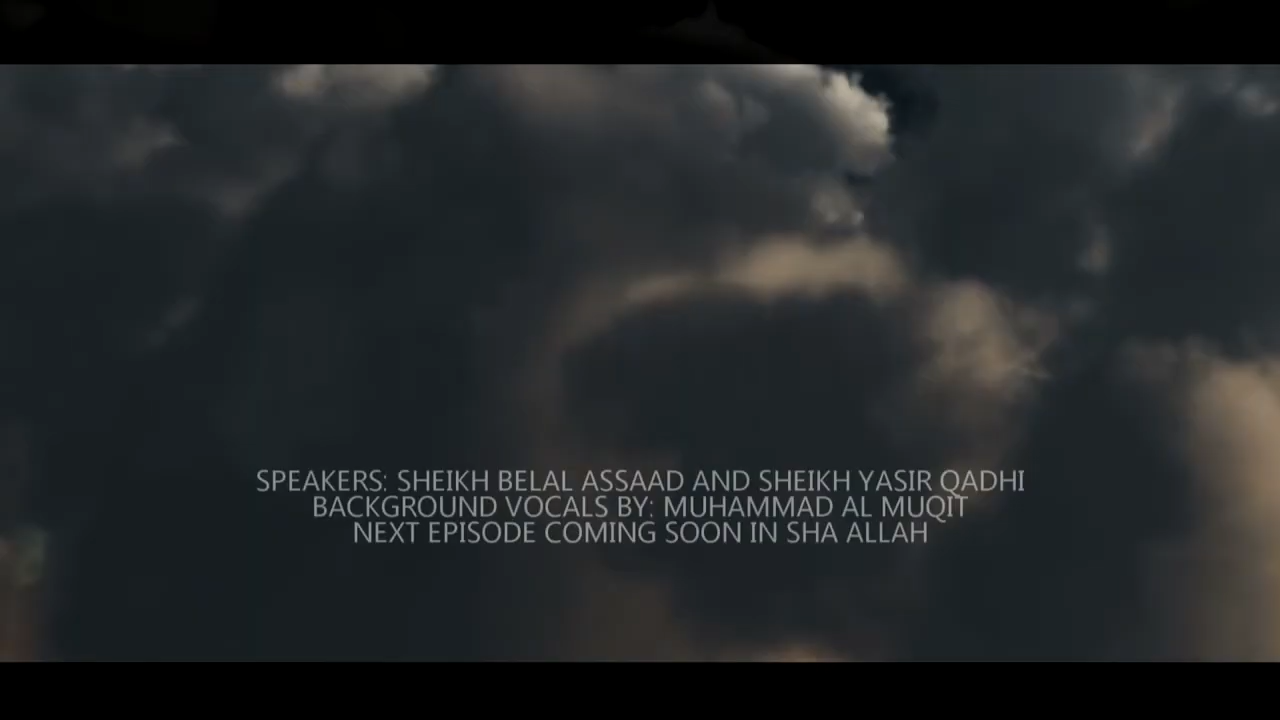 SPEAKERS: SHEIKH BELAL ASSAAD AND SHEIKH YASIR QADHI
BACKGROUND VOCALS BY: MUHAMMAD AL MUQIT
NEXT EPISODE COMING SOON IN SHA ALLAH